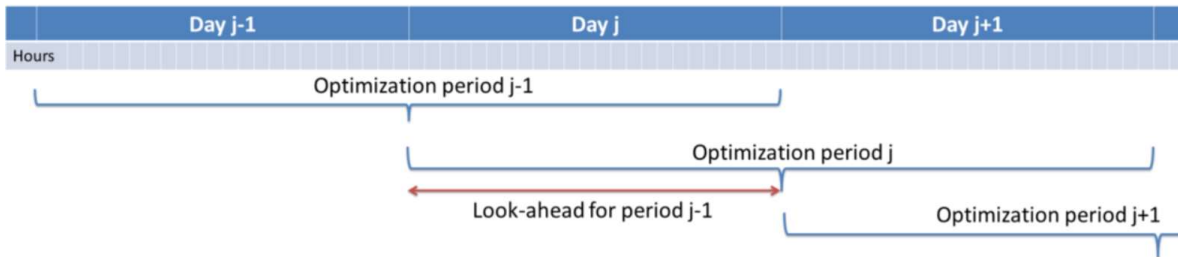 Day j-1 Day j Day j+1
Hours
Optimization period j-1
Optimization period j
Look-ahead for period j-1
Optimization period j+1